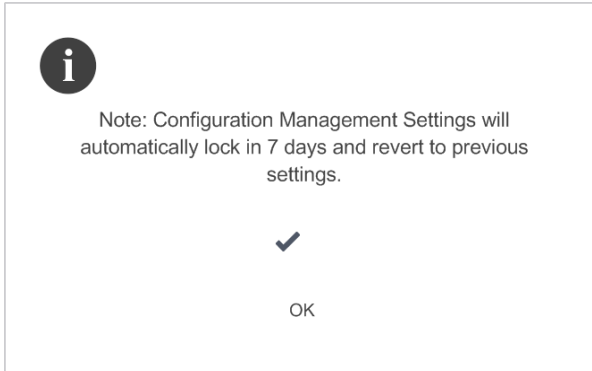 i
Note: Configuration Management Settings will
automatically lock in 7 days and revert to previous
settings.
OK